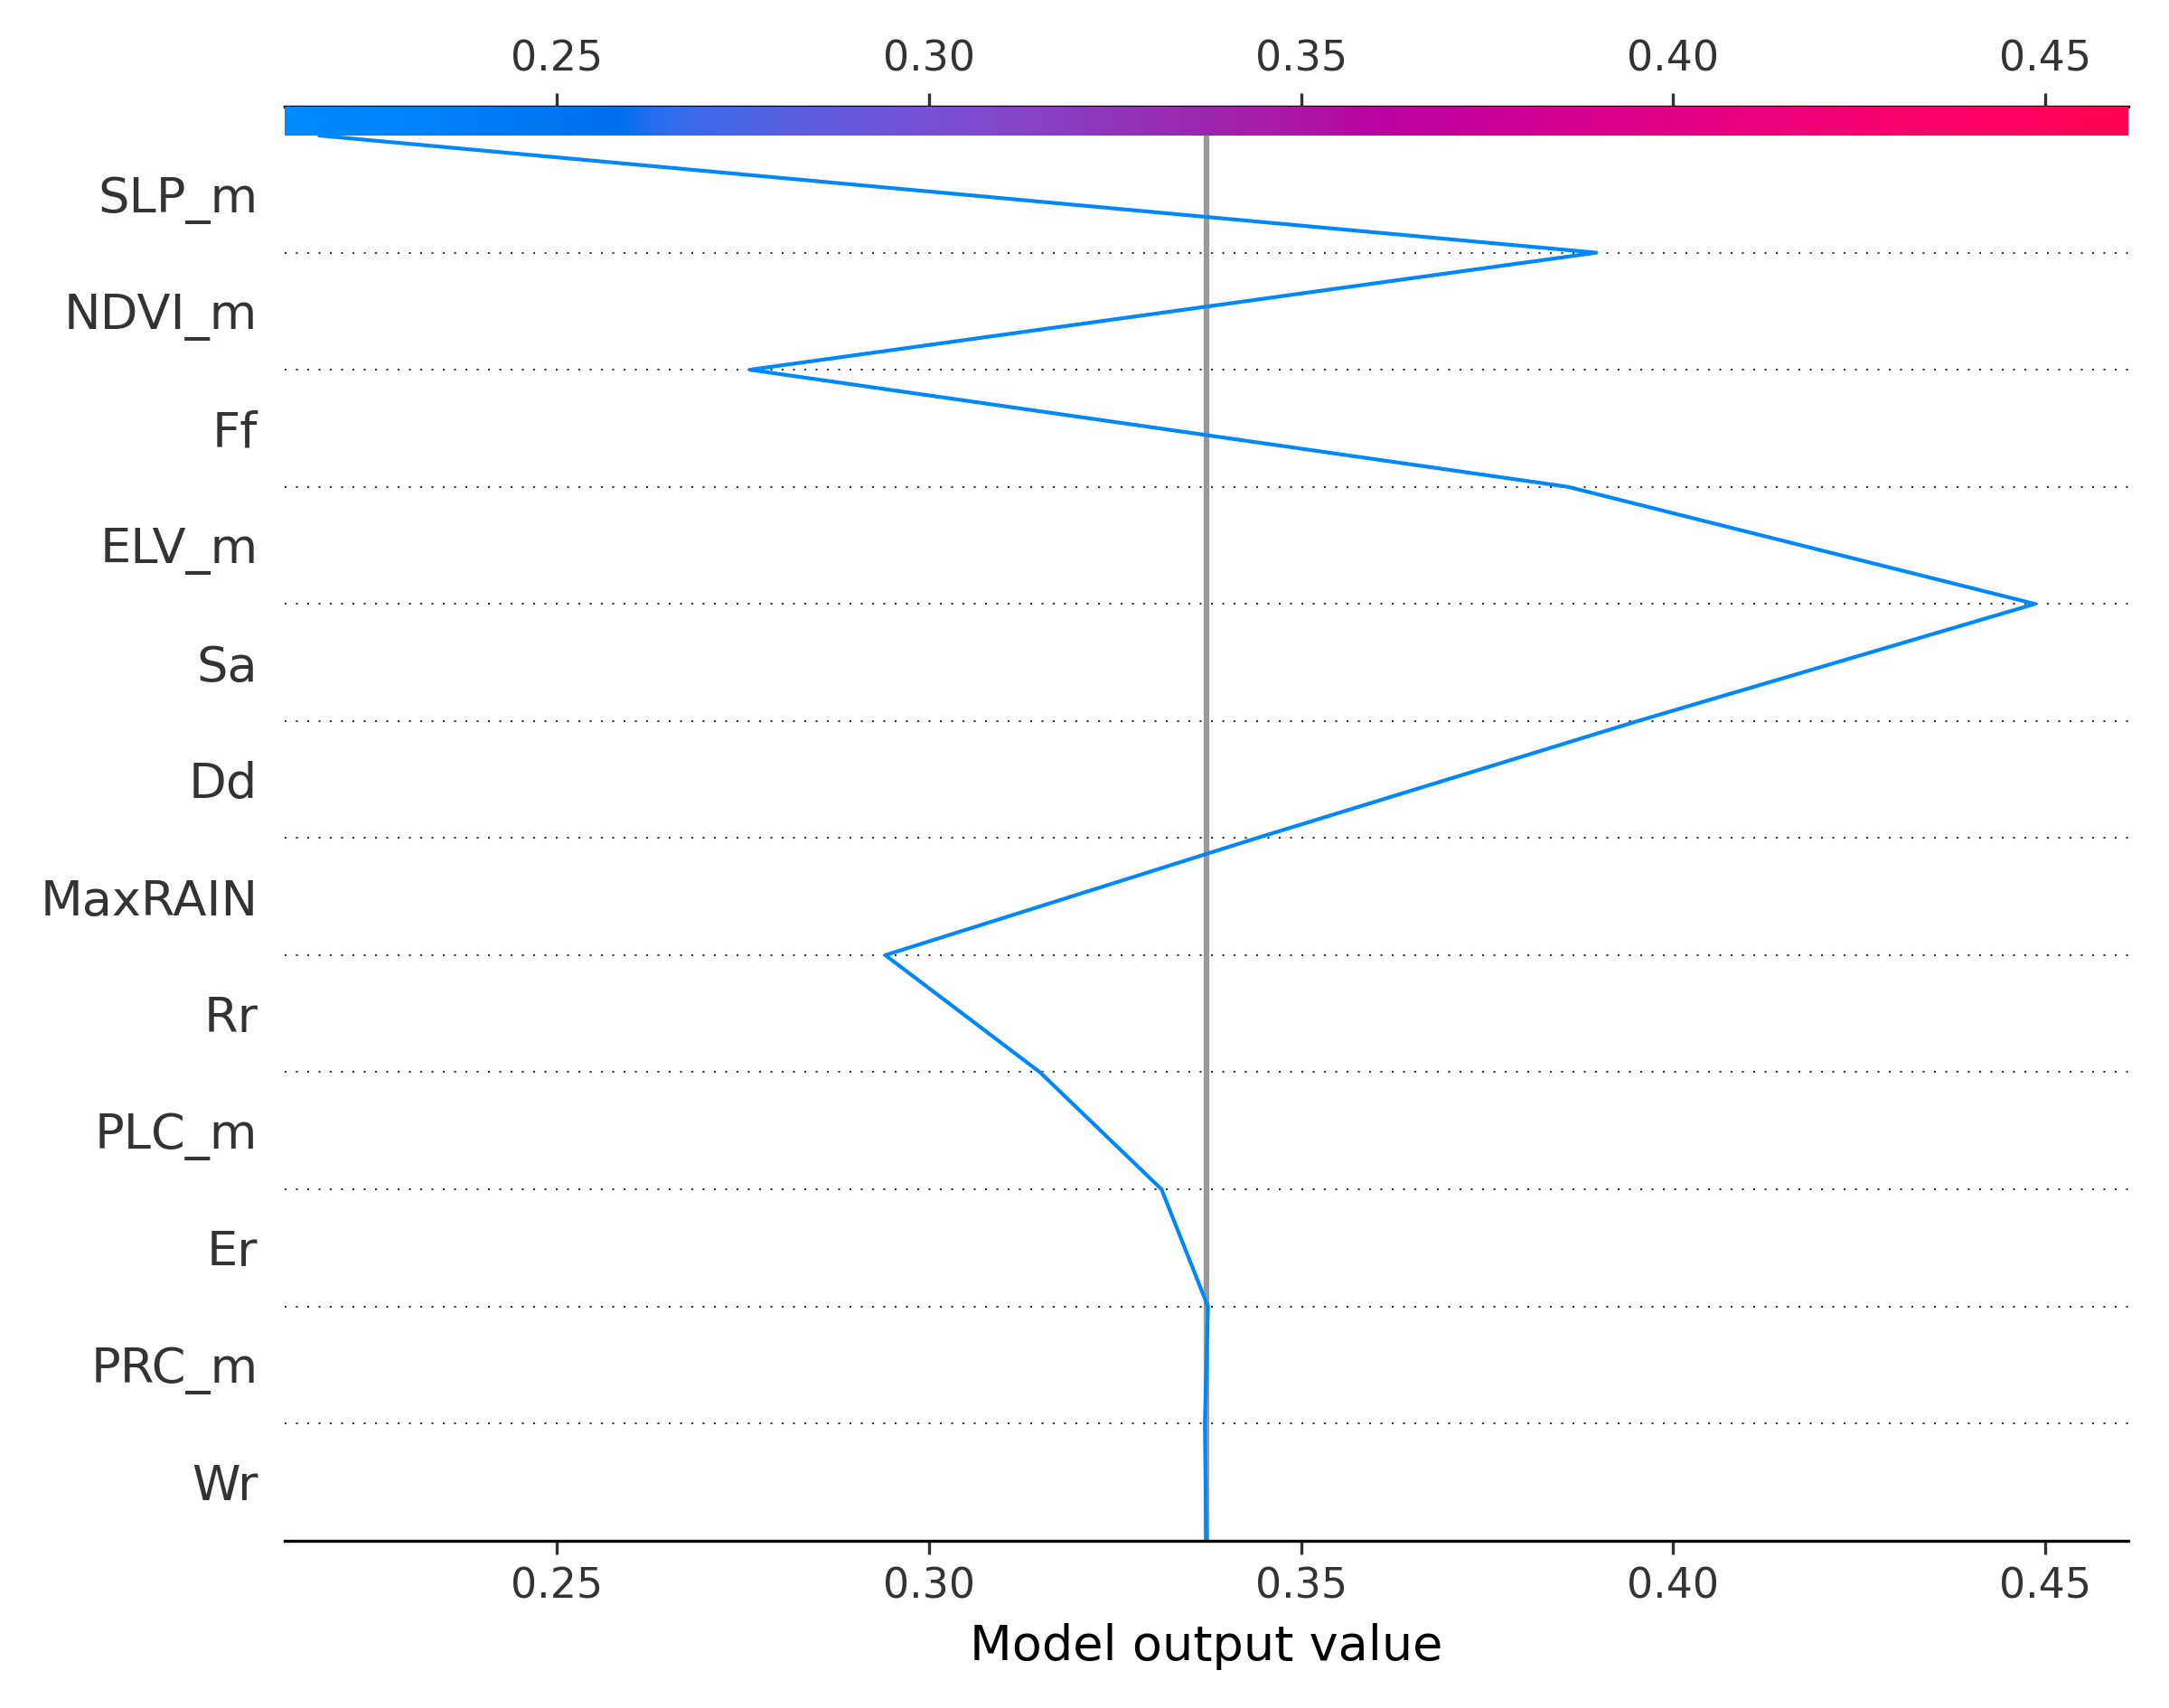 0.25 0.30 0.35 0.40 0.45
SLP_m
NDVI_m
Ff
ELV_m
Sa
Dd
MaxRAIN
Rr
PLC_m
Er
PRC_m
Wr
0.25 0.30 0.35 0.40 0.45
Model output value